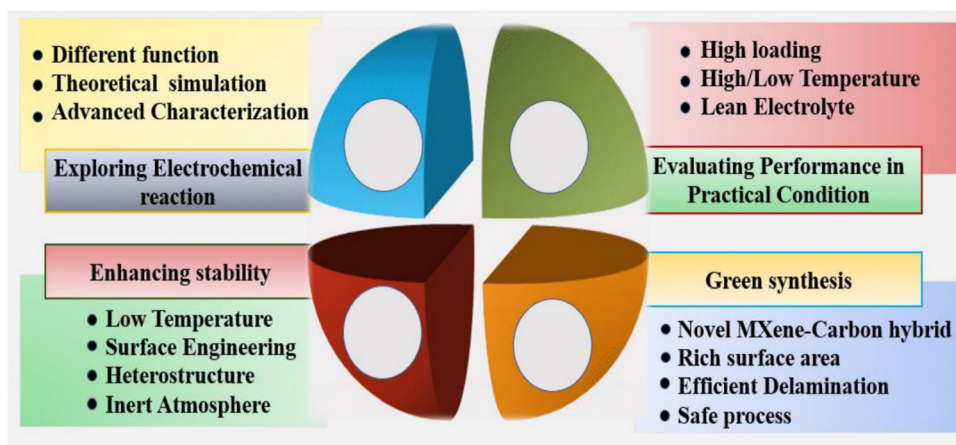 Different function
Theoretical simulation
Advanced Characterization
Exploring Electrochemical
reaction
High loading
High/Low Temperature
Lean Electrolyte
Evaluating Performance in
Practical Condition
Enhancing stability
Low Temperature
Surface Engineering
Heterostructure
Inert Atmosphere
Green synthesis
Novel MXene-Carbon hybrid
Rich surface area
Efficient Delamination
Safe process